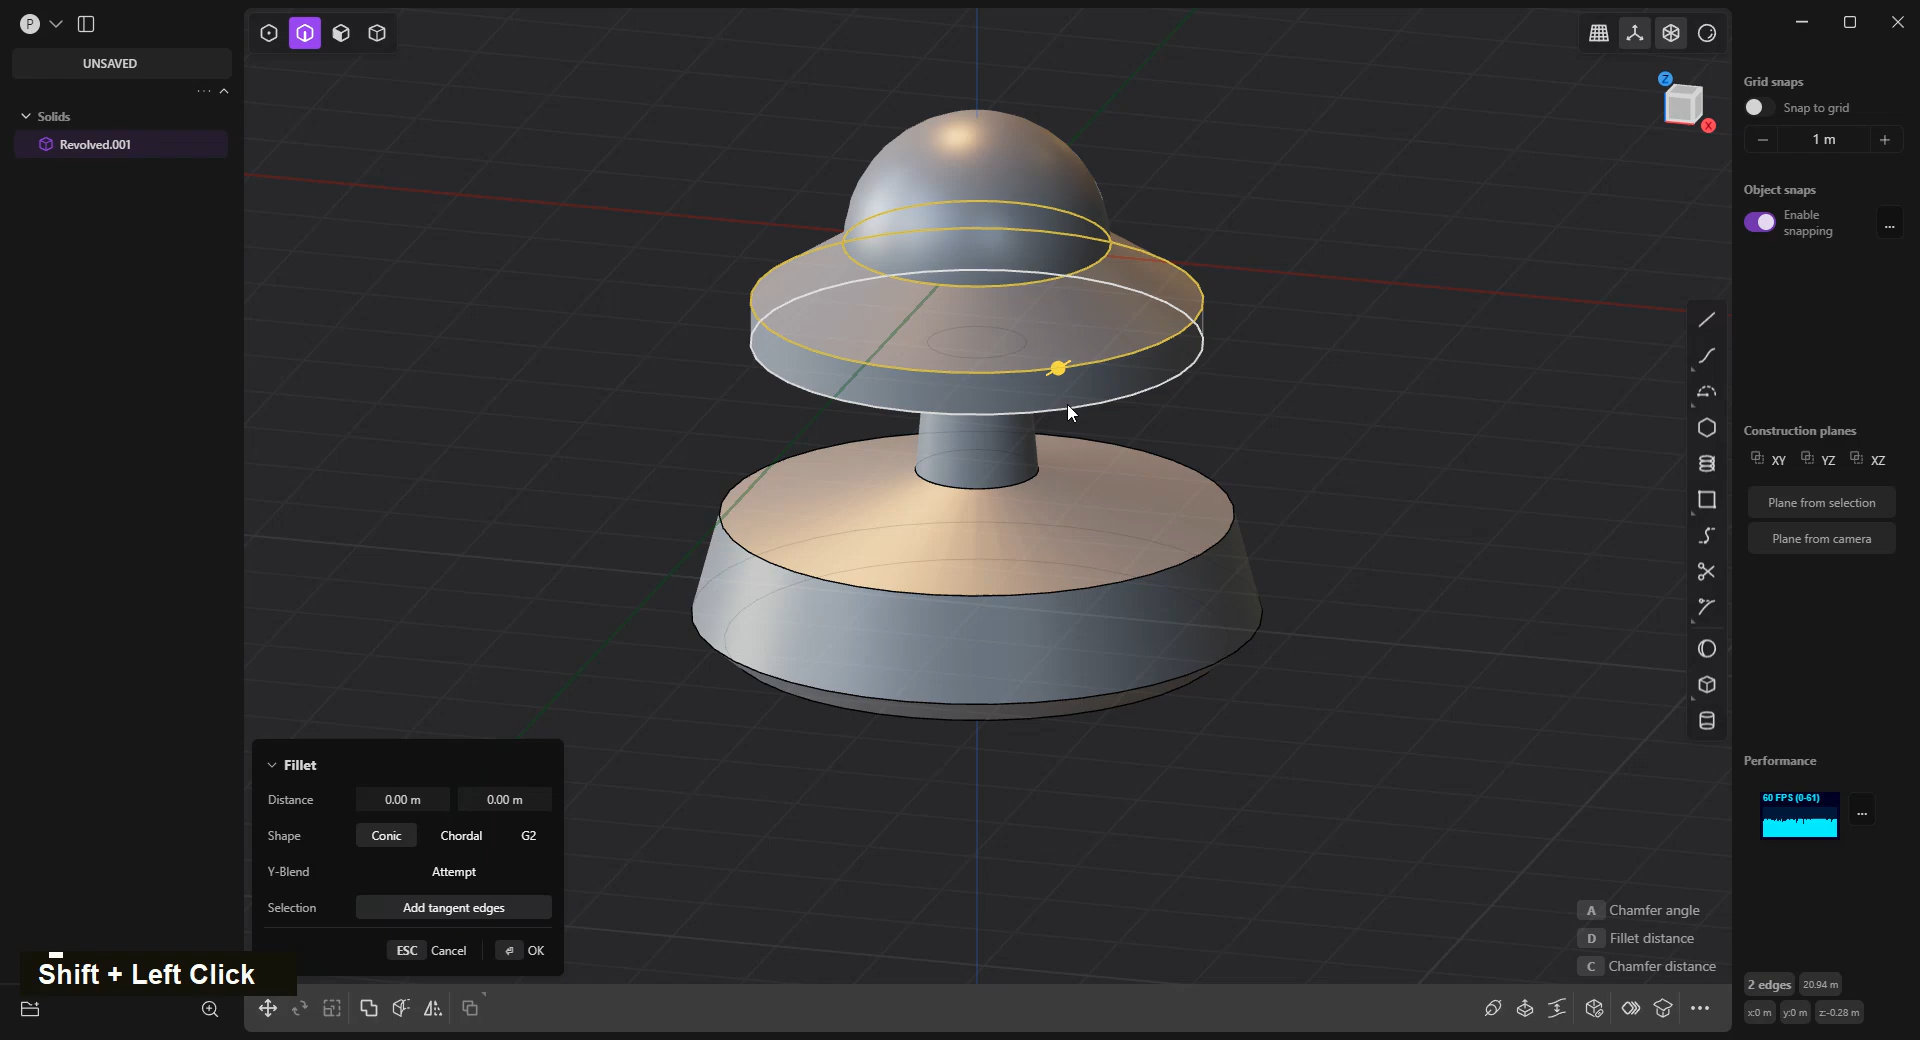 P
UNSAVED
Solids
Revolved.001
Z
X
Grid snaps
Snap to grid
1 m
Object snaps
Enable
snapping
...
Construction planes
XY
YZ
XZ
Plane from selection
Plane from camera
Performance
60 FPS (0-61)
...
Fillet
Distance
0.00 m
0.00 m
Shape
Conic
Chordal
G2
Y-Blend
Attempt
Selection
Add tangent edges
ESC Cancel
OK
Shift + Left Click
A Chamfer angle
D Fillet distance
C Chamfer distance
2 edges 20.94 m
x:0 m y:0 m z:-0.28 m